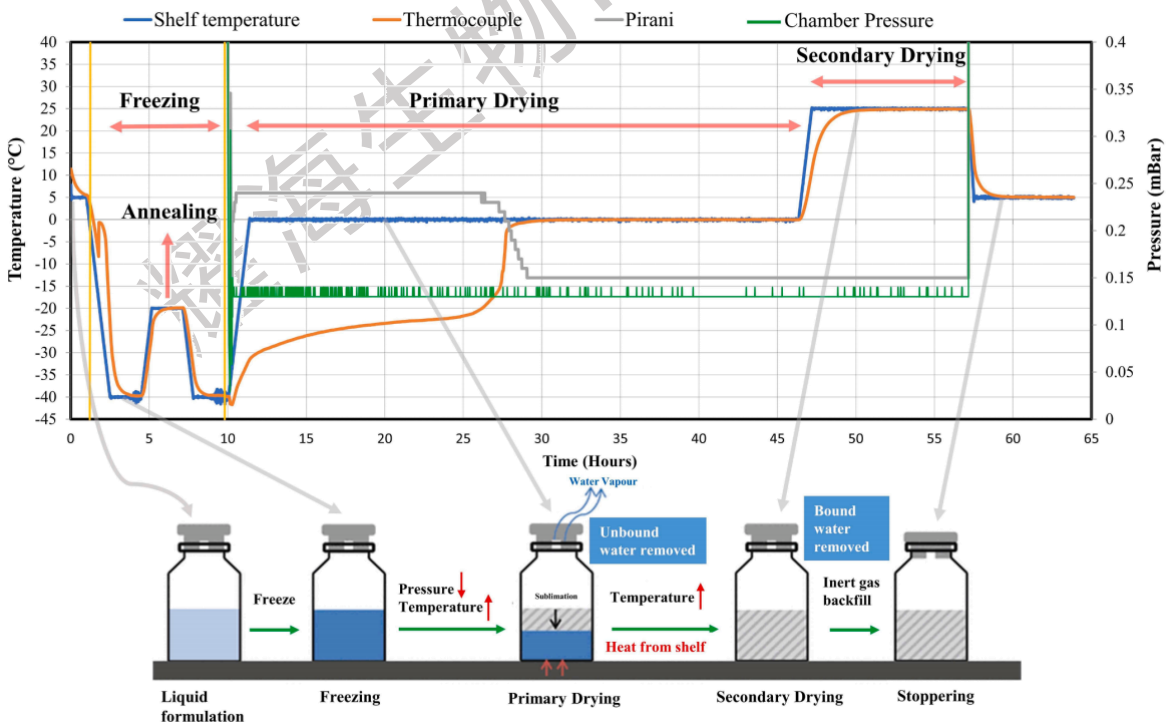 Shelf temperature Thermocouple Pirani Chamber Pressure
40
35
30
25
20
15
10
5
0
-5
-10
-15
-20
-25
-30
-35
-40
-45
Temperature (°C)
0.4
0.35
0.3
0.25
0.2
0.15
0.1
0.05
0
Pressure (mBar)
Freezing
Annealing
Primary Drying
Secondary Drying
耀海生物
0 5 10 15 20 25 30 35 40 45 50 55 60 65
Time (Hours)
Water Vapour
Unbound
water removed
Bound
water
removed
Freeze
Pressure
Temperature
Sublimation
Temperature
Heat from shelf
Inert gas
backfill
Liquid
formulation
Freezing
Primary Drying
Secondary Drying
Stoppering